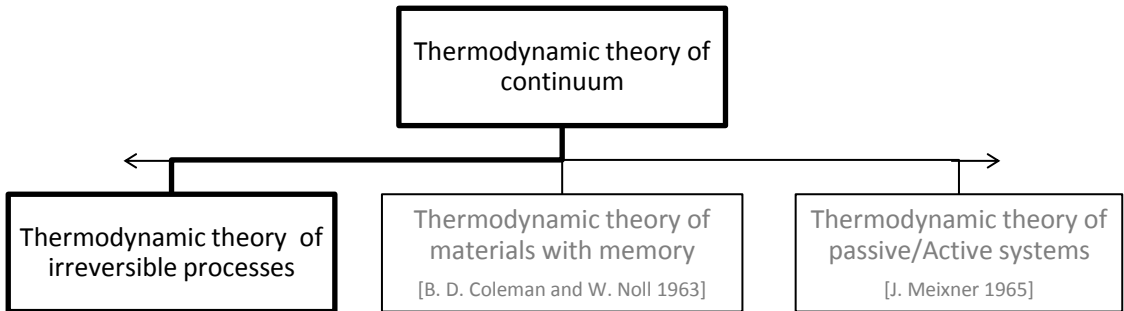 Thermodynamic theory of
continuum
Thermodynamic theory of
irreversible processes
Thermodynamic theory of
materials with memory
[B. D. Coleman and W. Noll 1963]
Thermodynamic theory of
passive/Active systems
[J. Meixner 1965]